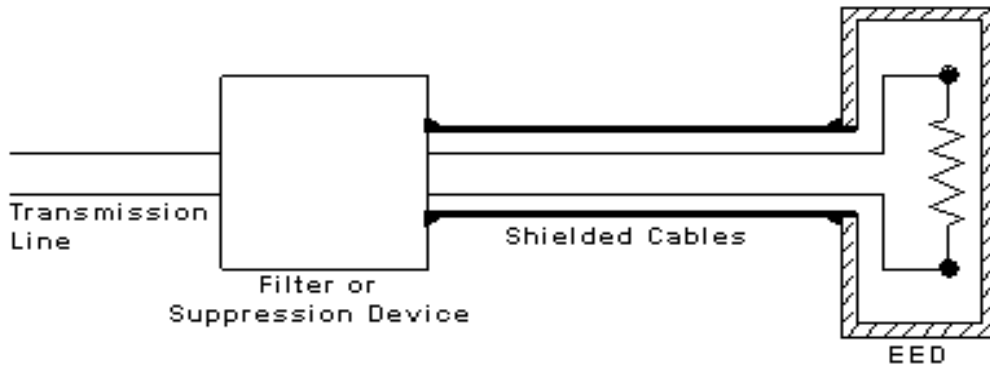 Transmission
Line
Shielded Cables
Filter or
Suppression Device
EED